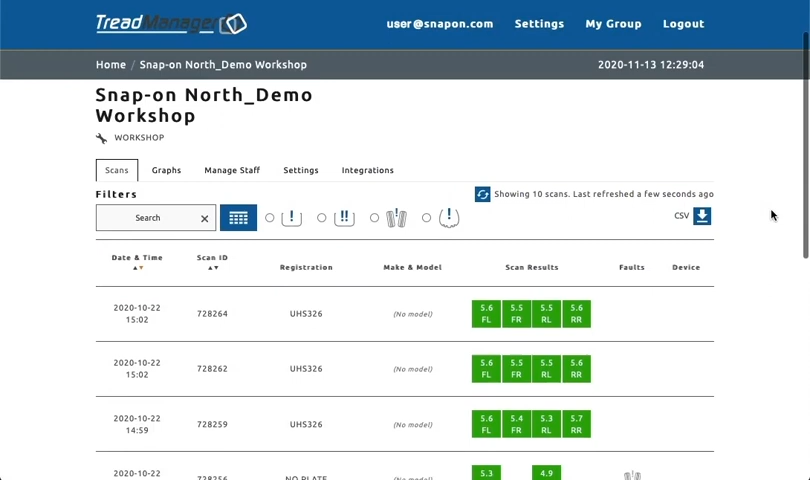 TreadManager
user@snapon.com Settings My Group Logout
Home / Snap-on North_Demo Workshop 2020-11-13 12:29:04
Snap-on North_Demo
Workshop
WORKSHOP
Scans Graphs Manage Staff Settings Integrations
Filters
Showing 10 scans. Last refreshed a few seconds ago
Search
CSV
Date & Time Scan ID Registration Make & Model Scan Results Faults Device
2020-10-22
15:02
728264 UHS326 (No model)
5.6 5.5 5.5 5.6
FL FR RL RR
2020-10-22
15:02
728262 UHS326 (No model)
5.6 5.5 5.5 5.6
FL FR RL RR
2020-10-22
14:59
728259 UHS326 (No model)
5.6 5.4 5.3 5.7
FL FR RL RR
2020-10-22
728256 NO PLATE
5.3 4.9